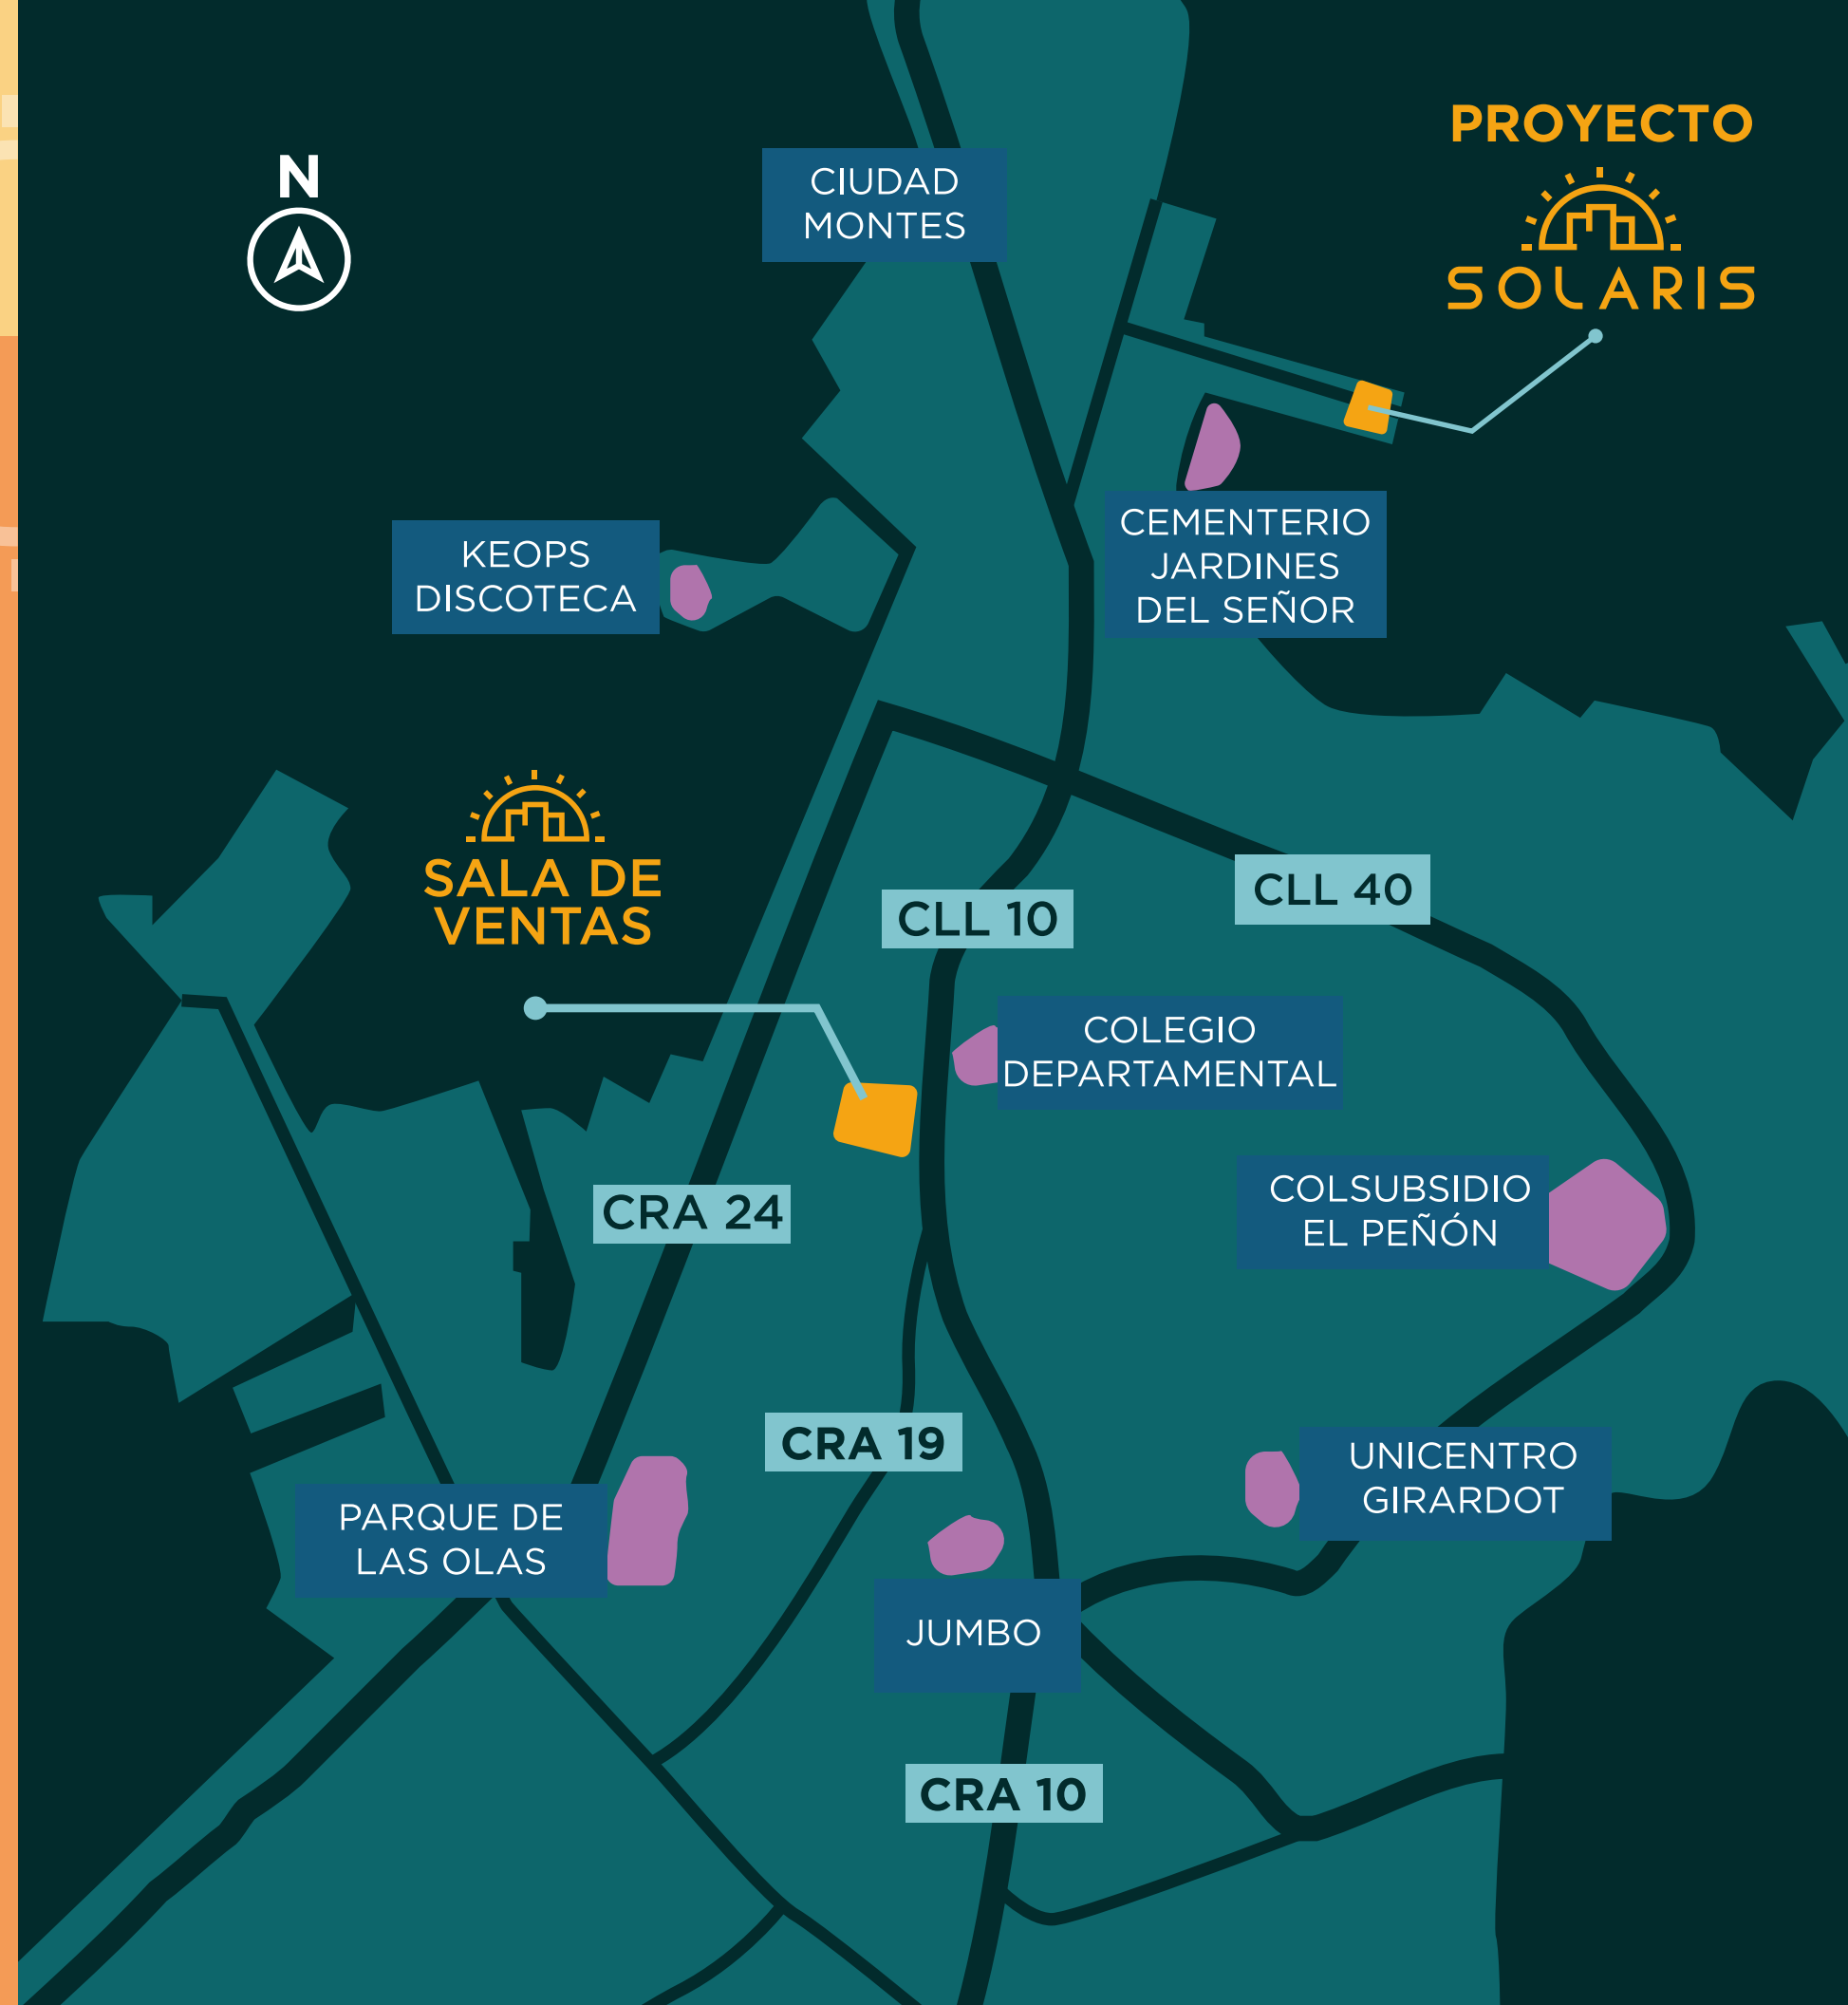 PROYECTO
SOLARIS
N
CIUDAD
MONTES
CEMENTERIO
JARDINES
DEL SEÑOR
KEOPS
DISCOTECA
SALA DE
VENTAS
CLL 40
CLL 10
COLEGIO
DEPARTAMENTAL
COLSUBSIDIO
EL PEÑÓN
CRA 24
CRA 19
UNICENTRO
GIRARDOT
PARQUE DE
LAS OLAS
JUMBO
CRA 10